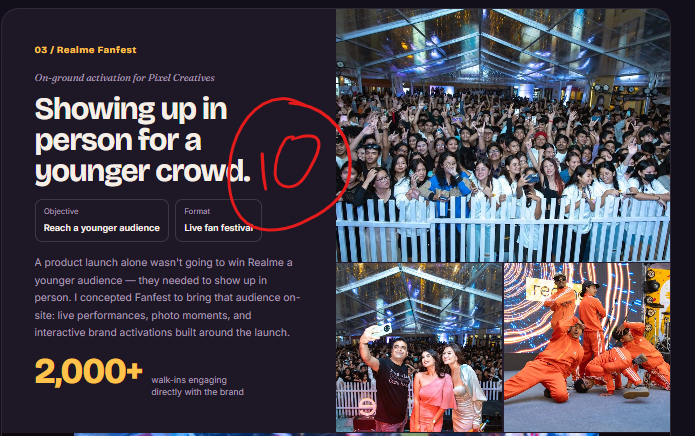 03 / Realme Fanfest
On-ground activation for Pixel Creatives
Showing up in
person for a
younger crowd.
10
Objective
Reach a younger audience
Format
Live fan festival
A product launch alone wasn't going to win Realme a
younger audience — they needed to show up in
person. I concepted Fanfest to bring that audience on-
site: live performances, photo moments, and
interactive brand activations built around the launch.
2,000+
walk-ins engaging
directly with the brand